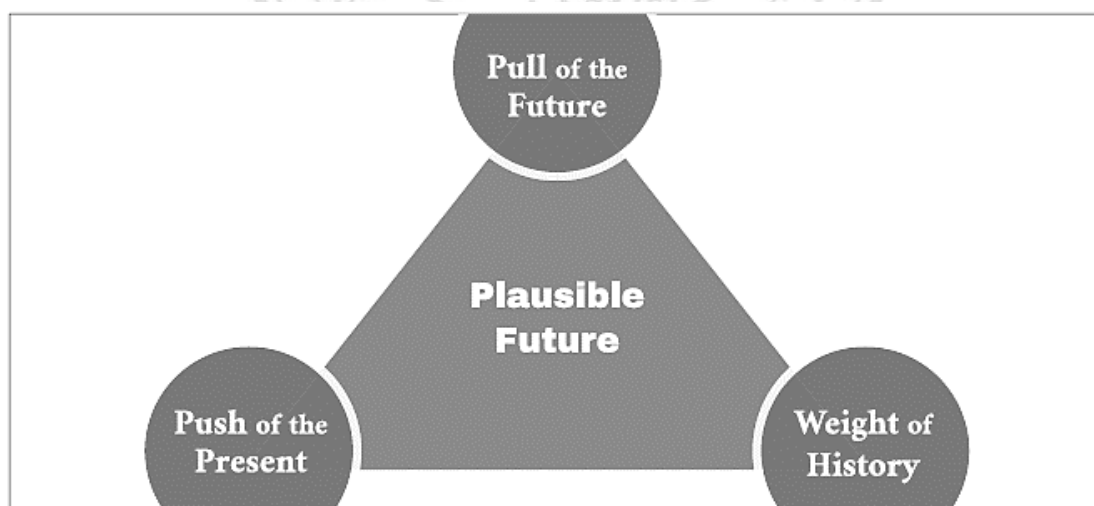 Pull of the
Future
Plausible
Future
Push of the
Present
Weight of
History